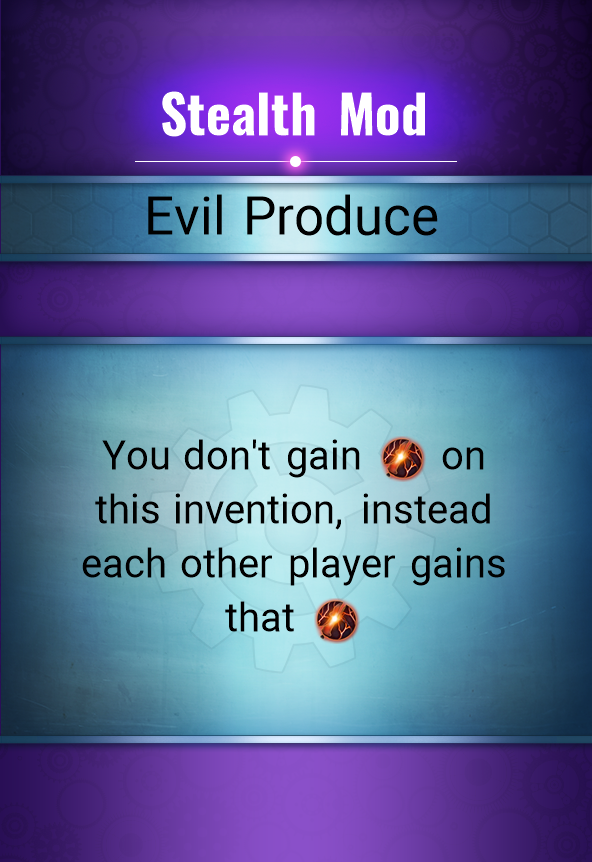 Stealth Mod
Evil Produce
You don't gain on
this invention, instead
each other player gains
that